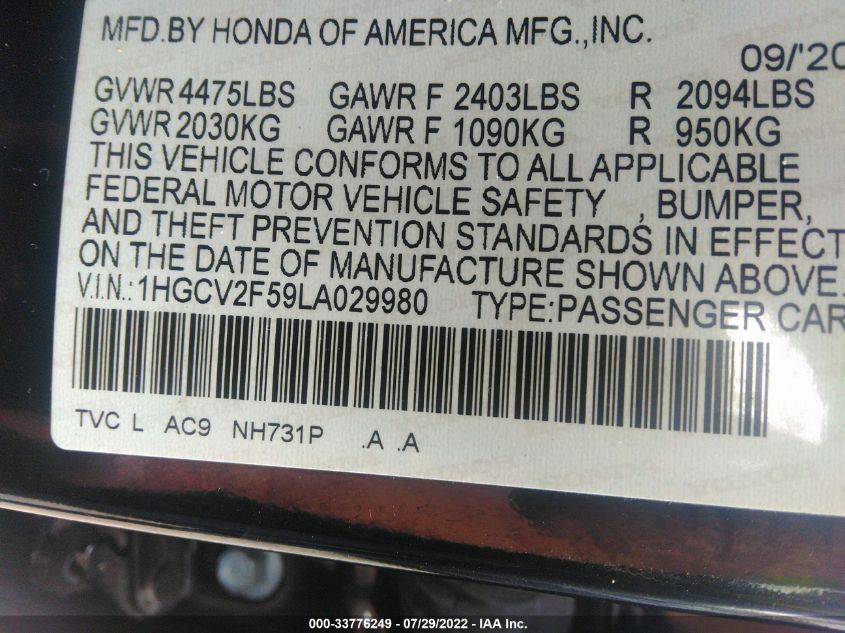 MFD.BY HONDA OF AMERICA MFG.,INC.
09/'20
GVWR 4475LBS GAWR F 2403LBS R 2094LBS
GVWR 2030KG GAWR F 1090KG R 950KG
THIS VEHICLE CONFORMS TO ALL APPLICABLE
FEDERAL MOTOR VEHICLE SAFETY , BUMPER,
AND THEFT PREVENTION STANDARDS IN EFFECT
ON THE DATE OF MANUFACTURE SHOWN ABOVE.
V.I.N.:1HGCV2F59LA029980 TYPE:PASSENGER CAR
TVC L AC9 NH731P .A .A
000-33776249 - 07/29/2022 - IAA Inc.